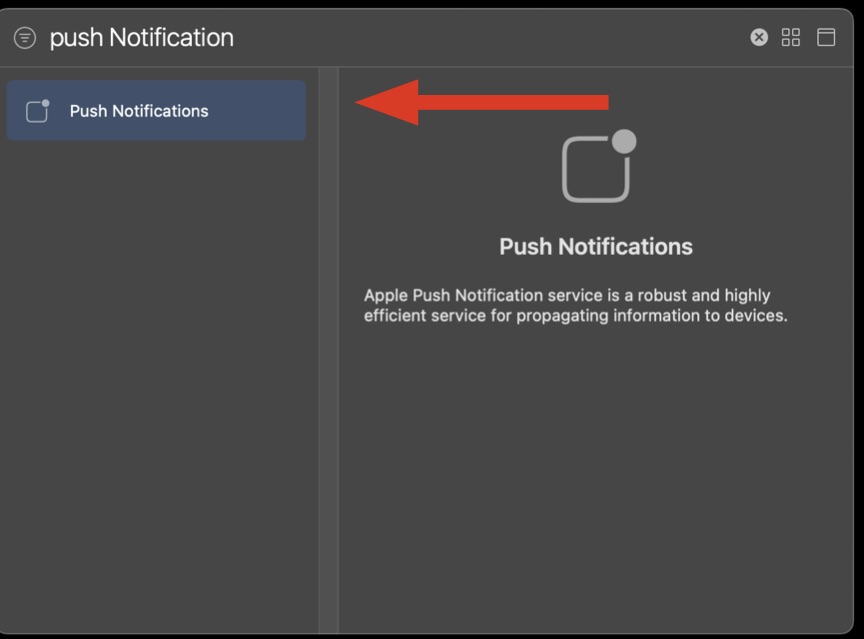 push Notification
Push Notifications
Push Notifications
Apple Push Notification service is a robust and highly
efficient service for propagating information to devices.